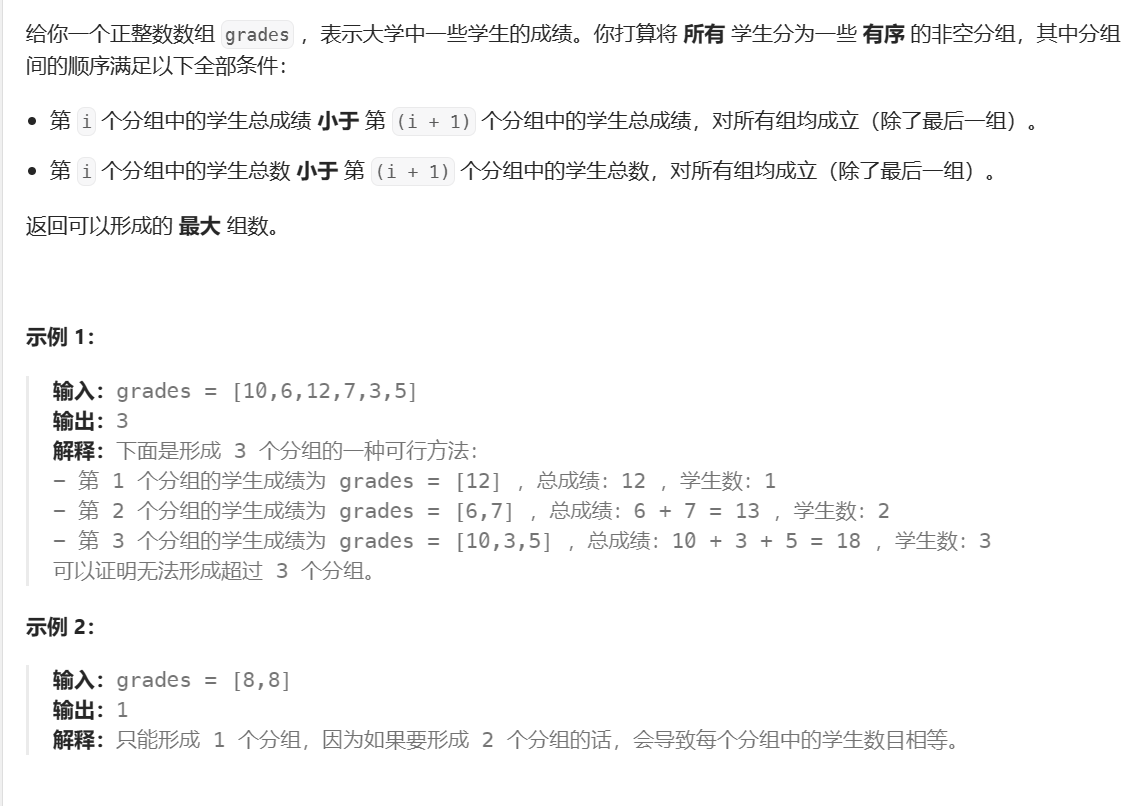 给你一个正整数数组 grades ，表示大学中一些学生的成绩。你打算将 所有 学生分为一些 有序 的非空分组，其中分组
间的顺序满足以下全部条件：
• 第 i 个分组中的学生总成绩 小于 第 (i + 1) 个分组中的学生总成绩，对所有组均成立（除了最后一组）。
• 第 i 个分组中的学生总数 小于 第 (i + 1) 个分组中的学生总数，对所有组均成立（除了最后一组）。
返回可以形成的 最大 组数。
示例 1：
输入：grades = [10,6,12,7,3,5]
输出：3
解释：下面是形成 3 个分组的一种可行方法：
- 第 1 个分组的学生成绩为 grades = [12] ，总成绩：12 ，学生数：1
- 第 2 个分组的学生成绩为 grades = [6,7] ，总成绩：6 + 7 = 13 ，学生数：2
- 第 3 个分组的学生成绩为 grades = [10,3,5] ，总成绩：10 + 3 + 5 = 18 ，学生数：3
可以证明无法形成超过 3 个分组。
示例 2：
输入：grades = [8,8]
输出：1
解释：只能形成 1 个分组，因为如果要形成 2 个分组的话，会导致每个分组中的学生数目相等。